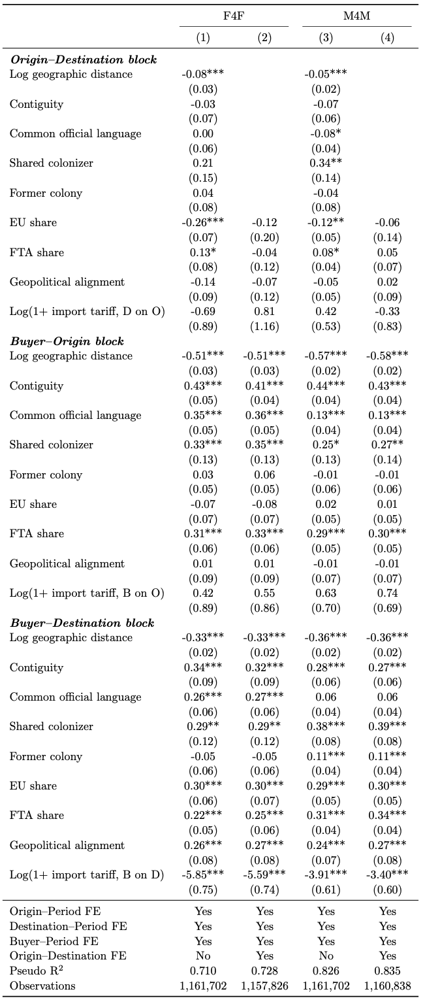 F4F M4M
(1) (2) (3) (4)
Origin–Destination block
Log geographic distance -0.08*** -0.05***
(0.03) (0.02)
Contiguity -0.03 -0.07
(0.07) (0.06)
Common official language 0.00 -0.08*
(0.06) (0.04)
Shared colonizer 0.21 0.34**
(0.15) (0.14)
Former colony 0.04 -0.04
(0.08) (0.08)
EU share -0.26*** -0.12 -0.12** -0.06
(0.07) (0.20) (0.05) (0.14)
FTA share 0.13* -0.04 0.08* 0.05
(0.08) (0.12) (0.04) (0.07)
Geopolitical alignment -0.14 -0.07 -0.05 0.02
(0.09) (0.12) (0.05) (0.09)
Log(1+ import tariff, D on O) -0.69 0.81 0.42 -0.33
(0.89) (1.16) (0.53) (0.83)
Buyer–Origin block
Log geographic distance -0.51*** -0.51*** -0.57*** -0.58***
(0.03) (0.03) (0.02) (0.02)
Contiguity 0.43*** 0.41*** 0.44*** 0.43***
(0.05) (0.04) (0.04) (0.04)
Common official language 0.35*** 0.36*** 0.13*** 0.13***
(0.05) (0.05) (0.04) (0.04)
Shared colonizer 0.33*** 0.35*** 0.25* 0.27**
(0.13) (0.13) (0.13) (0.14)
Former colony 0.03 0.06 -0.01 -0.01
(0.05) (0.05) (0.06) (0.06)
EU share -0.07 -0.08 0.02 0.01
(0.07) (0.07) (0.05) (0.05)
FTA share 0.31*** 0.33*** 0.29*** 0.30***
(0.06) (0.06) (0.05) (0.05)
Geopolitical alignment 0.01 0.01 -0.01 -0.01
(0.09) (0.09) (0.07) (0.07)
Log(1+ import tariff, B on O) 0.42 0.55 0.63 0.74
(0.89) (0.86) (0.70) (0.69)
Buyer–Destination block
Log geographic distance -0.33*** -0.33*** -0.36*** -0.36***
(0.02) (0.02) (0.02) (0.02)
Contiguity 0.34*** 0.32*** 0.28*** 0.27***
(0.09) (0.09) (0.06) (0.06)
Common official language 0.26*** 0.27*** 0.06 0.06
(0.06) (0.06) (0.04) (0.04)
Shared colonizer 0.29** 0.29** 0.38*** 0.39***
(0.12) (0.12) (0.08) (0.08)
Former colony -0.05 -0.05 0.11*** 0.11***
(0.06) (0.06) (0.04) (0.04)
EU share 0.30*** 0.30*** 0.29*** 0.30***
(0.06) (0.07) (0.05) (0.05)
FTA share 0.22*** 0.25*** 0.31*** 0.34***
(0.05) (0.06) (0.04) (0.04)
Geopolitical alignment 0.26*** 0.27*** 0.24*** 0.27***
(0.08) (0.08) (0.07) (0.08)
Log(1+ import tariff, B on D) -5.85*** -5.59*** -3.91*** -3.40***
(0.75) (0.74) (0.61) (0.60)
Origin–Period FE Yes Yes Yes Yes
Destination–Period FE Yes Yes Yes Yes
Buyer–Period FE Yes Yes Yes Yes
Origin–Destination FE No Yes No Yes
Pseudo R² 0.710 0.728 0.826 0.835
Observations 1,161,702 1,157,826 1,161,702 1,160,838